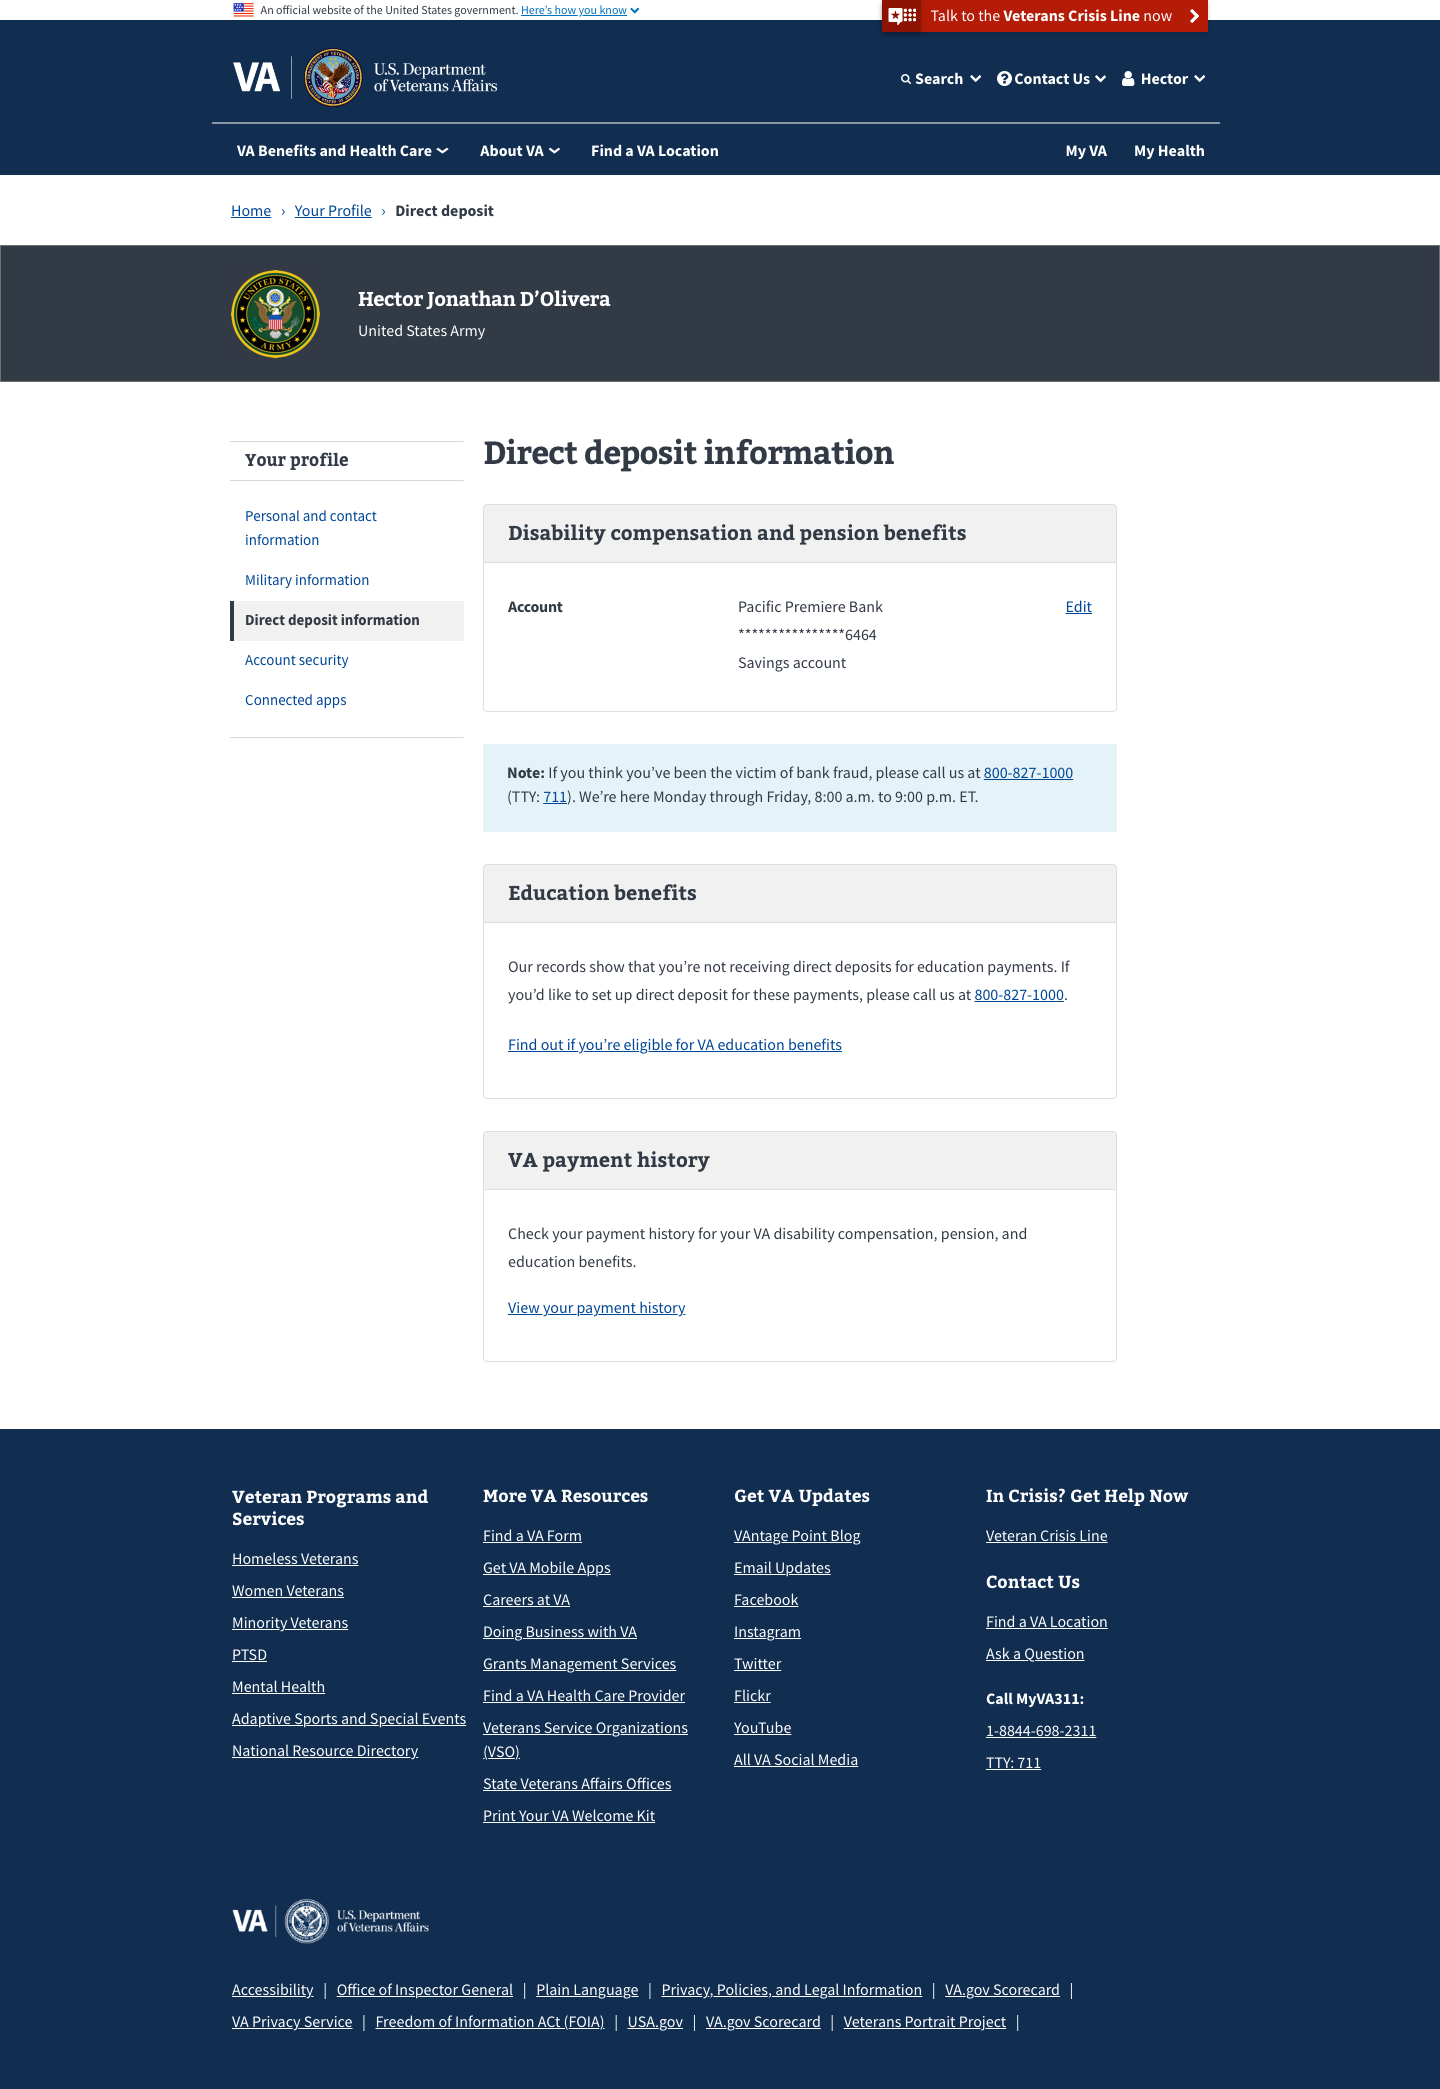 An official website of the United States government. Here's how you know
Talk to the Veterans Crisis Line now
VA
U.S. Department
of Veterans Affairs
Search
Contact Us
Hector
VA Benefits and Health Care
About VA
Find a VA Location
My VA
My Health
Home › Your Profile › Direct deposit
UNITED STATES
ARMY
Hector Jonathan D’Olivera
United States Army
Your profile
Personal and contact
information
Military information
Direct deposit information
Account security
Connected apps
Direct deposit information
Disability compensation and pension benefits
Account
Pacific Premiere Bank
Edit
****************6464
Savings account
Note: If you think you’ve been the victim of bank fraud, please call us at 800-827-1000
(TTY: 711). We’re here Monday through Friday, 8:00 a.m. to 9:00 p.m. ET.
Education benefits
Our records show that you’re not receiving direct deposits for education payments. If
you’d like to set up direct deposit for these payments, please call us at 800-827-1000.
Find out if you’re eligible for VA education benefits
VA payment history
Check your payment history for your VA disability compensation, pension, and
education benefits.
View your payment history
Veteran Programs and
Services
Homeless Veterans
Women Veterans
Minority Veterans
PTSD
Mental Health
Adaptive Sports and Special Events
National Resource Directory
More VA Resources
Find a VA Form
Get VA Mobile Apps
Careers at VA
Doing Business with VA
Grants Management Services
Find a VA Health Care Provider
Veterans Service Organizations
(VSO)
State Veterans Affairs Offices
Print Your VA Welcome Kit
Get VA Updates
VAntage Point Blog
Email Updates
Facebook
Instagram
Twitter
Flickr
YouTube
All VA Social Media
In Crisis? Get Help Now
Veteran Crisis Line
Contact Us
Find a VA Location
Ask a Question
Call MyVA311:
1-8844-698-2311
TTY: 711
VA
U.S. Department
of Veterans Affairs
Accessibility | Office of Inspector General | Plain Language | Privacy, Policies, and Legal Information | VA.gov Scorecard |
VA Privacy Service | Freedom of Information ACt (FOIA) | USA.gov | VA.gov Scorecard | Veterans Portrait Project |